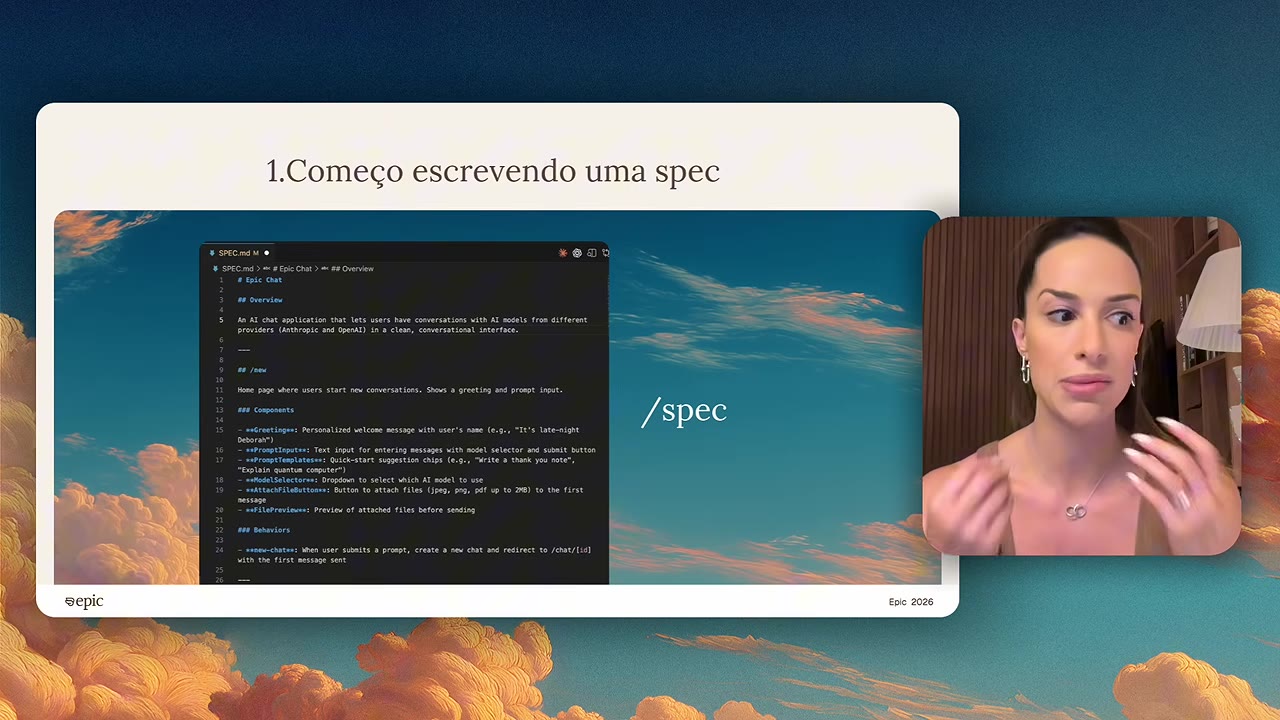 1.Começo escrevendo uma spec
SPEC.md M
SPEC.md > # Epic Chat > ## Overview
1 # Epic Chat
2
3 ## Overview
4
5 An AI chat application that lets users have conversations with AI models from different
providers (Anthropic and OpenAI) in a clean, conversational interface.
6
7 ---
8
9 ## /new
10
11 Home page where users start new conversations. Shows a greeting and prompt input.
12
13 ### Components
14
15 - **Greeting**: Personalized welcome message with user's name (e.g., "It's late-night
Deborah")
16 - **PromptInput**: Text input for entering messages with model selector and submit button
17 - **PromptTemplates**: Quick-start suggestion chips (e.g., "Write a thank you note",
"Explain quantum computer")
18 - **ModelSelector**: Dropdown to select which AI model to use
19 - **AttachFileButton**: Button to attach files (jpeg, png, pdf up to 2MB) to the first
message
20 - **FilePreview**: Preview of attached files before sending
21
22 ### Behaviors
23
24 - **new-chat**: When user submits a prompt, create a new chat and redirect to /chat/[id]
with the first message sent
25
26 ---
/spec
epic
Epic 2026